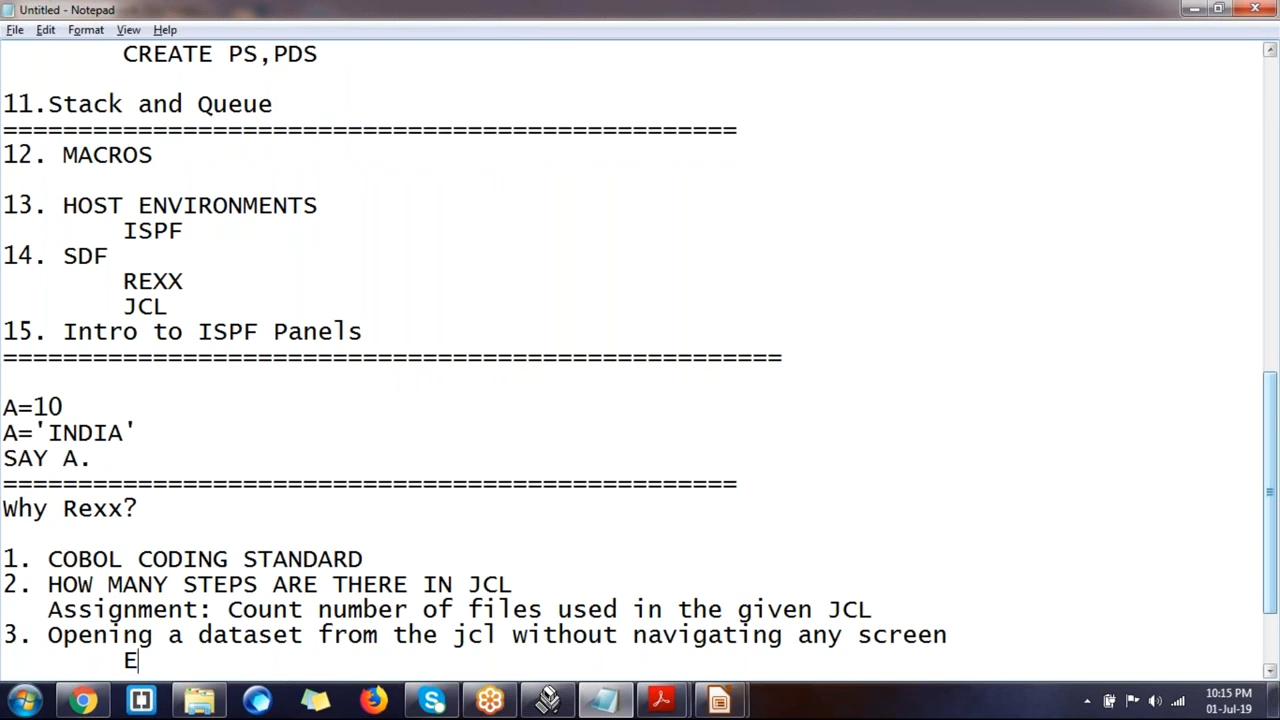 Untitled - Notepad
File Edit Format View Help
CREATE PS,PDS
11.Stack and Queue
=================================================
12. MACROS
13. HOST ENVIRONMENTS
ISPF
14. SDF
REXX
JCL
15. Intro to ISPF Panels
====================================================
A=10
A='INDIA'
SAY A.
=================================================
Why Rexx?
1. COBOL CODING STANDARD
2. HOW MANY STEPS ARE THERE IN JCL
Assignment: Count number of files used in the given JCL
3. Opening a dataset from the jcl without navigating any screen
E
10:15 PM
01-Jul-19